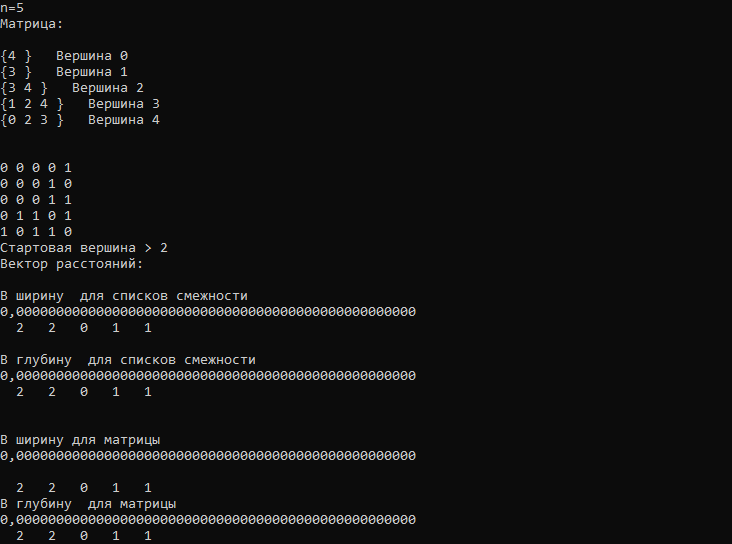 n=5
Матрица:
{4 }   Вершина 0
{3 }   Вершина 1
{3 4 }   Вершина 2
{1 2 4 }   Вершина 3
{0 2 3 }   Вершина 4
0 0 0 0 1
0 0 0 1 0
0 0 0 1 1
0 1 1 0 1
1 0 1 1 0
Стартовая вершина > 2
Вектор расстояний:
В ширину  для списков смежности
0,00000000000000000000000000000000000000000000000000
  2   2   0   1   1
В глубину  для списков смежности
0,00000000000000000000000000000000000000000000000000
  2   2   0   1   1
В ширину для матрицы
0,00000000000000000000000000000000000000000000000000
  2   2   0   1   1
В глубину  для матрицы
0,00000000000000000000000000000000000000000000000000
  2   2   0   1   1